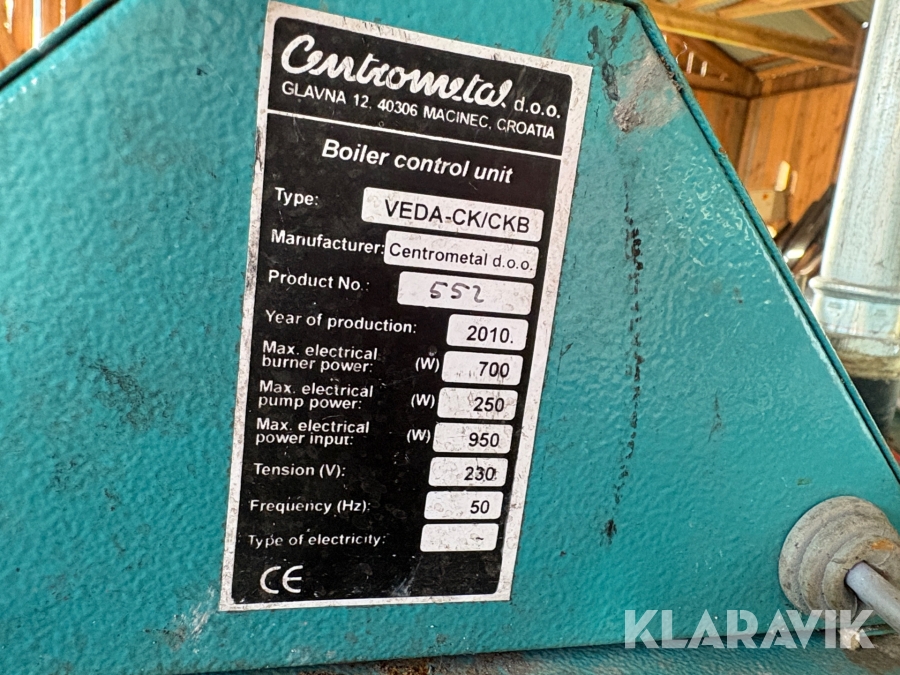 Centrometal d.o.o.
GLAVNA 12, 40306 MACINEC, CROATIA
Boiler control unit
Type: VEDA-CK/CKB
Manufacturer: Centrometal d.o.o.
Product No.: 552
Year of production: 2010.
Max. electrical
burner power: (W) 700
Max. electrical
pump power: (W) 250
Max. electrical
power input: (W) 950
Tension (V): 230
Frequency (Hz): 50
Type of electricity: ~
CE
KLARAVIK